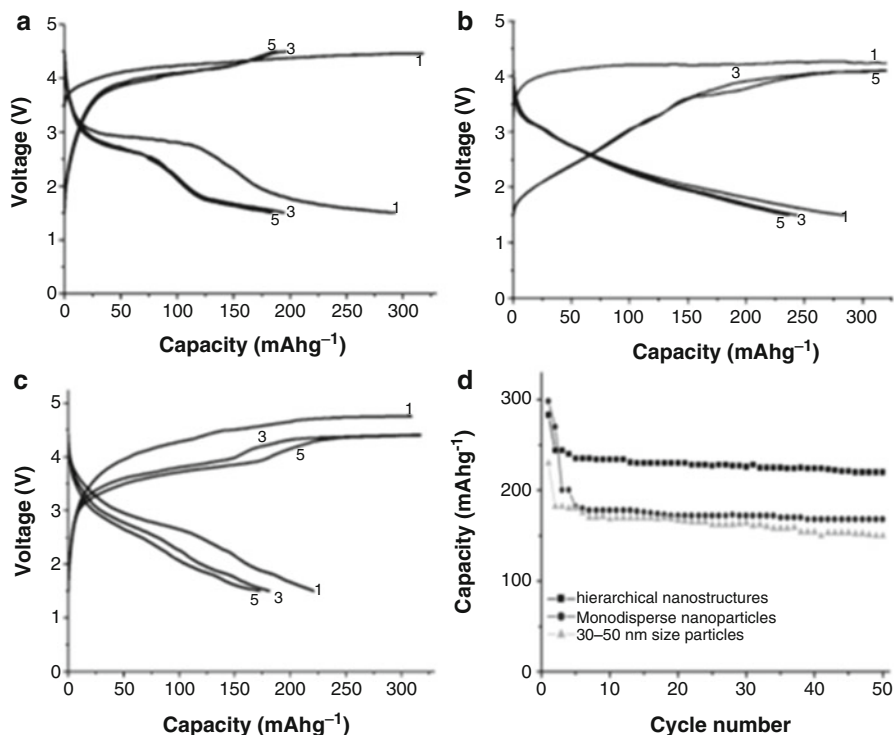 a
5
4
3
2
1
0
Voltage (V)
5 3
1
1
3
5
0 50 100 150 200 250 300
Capacity (mAhg⁻¹)
b
5
4
3
2
1
0
Voltage (V)
1
3
5
5 3 1
0 50 100 150 200 250 300
Capacity (mAhg⁻¹)
c
5
4
3
2
1
0
Voltage (V)
1
3
5
5 3 1
0 50 100 150 200 250 300
Capacity (mAhg⁻¹)
d
300
200
100
0
Capacity (mAhg⁻¹)
hierarchical nanostructures
Monodisperse nanoparticles
30–50 nm size particles
0 10 20 30 40 50
Cycle number